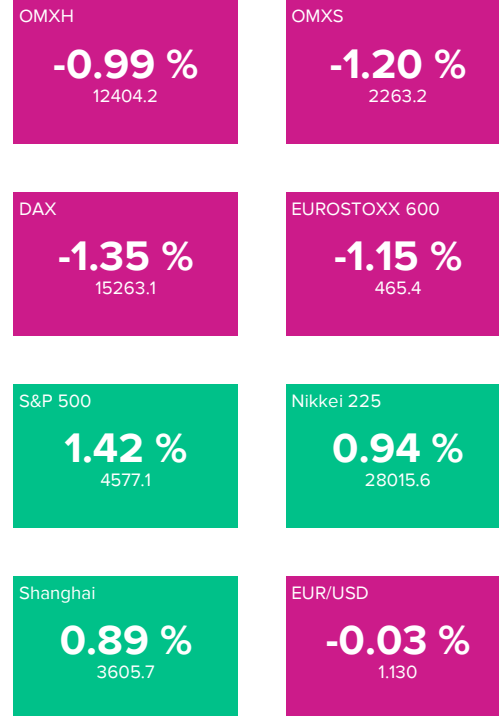 OMXH
-0.99 %
12404.2
OMXS
-1.20 %
2263.2
DAX
-1.35 %
15263.1
EUROSTOXX 600
-1.15 %
465.4
S&P 500
1.42 %
4577.1
Nikkei 225
0.94 %
28015.6
Shanghai
0.89 %
3605.7
EUR/USD
-0.03 %
1.130